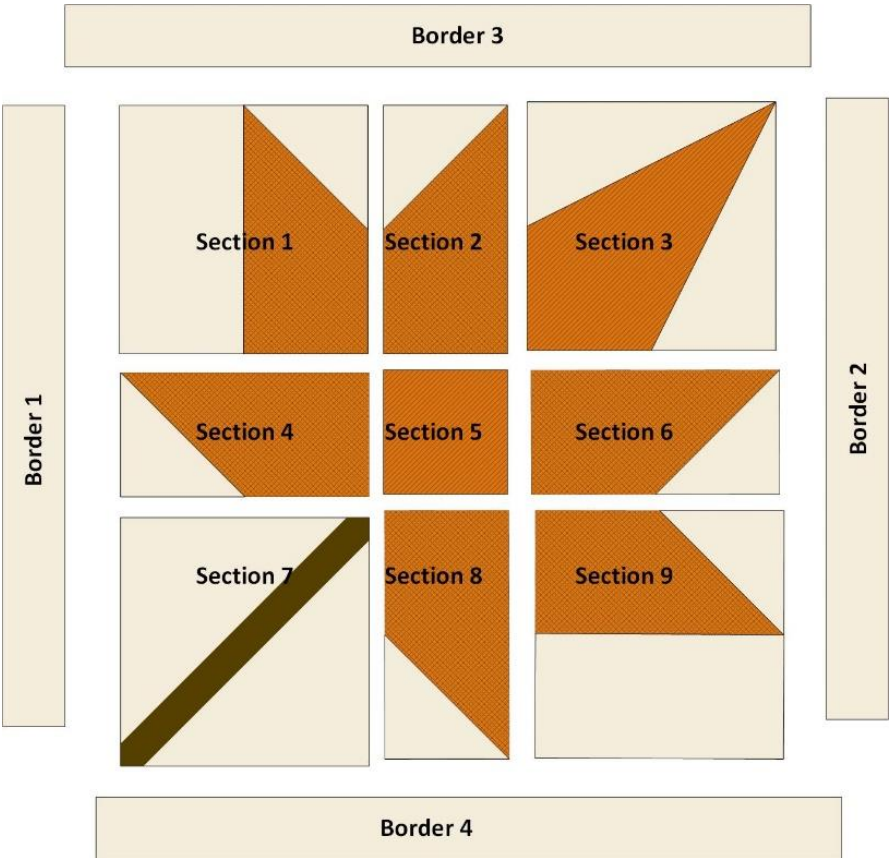 Border 3
Section 1
Section 2
Section 3
Border 1
Section 4
Section 5
Section 6
Border 2
Section 7
Section 8
Section 9
Border 4